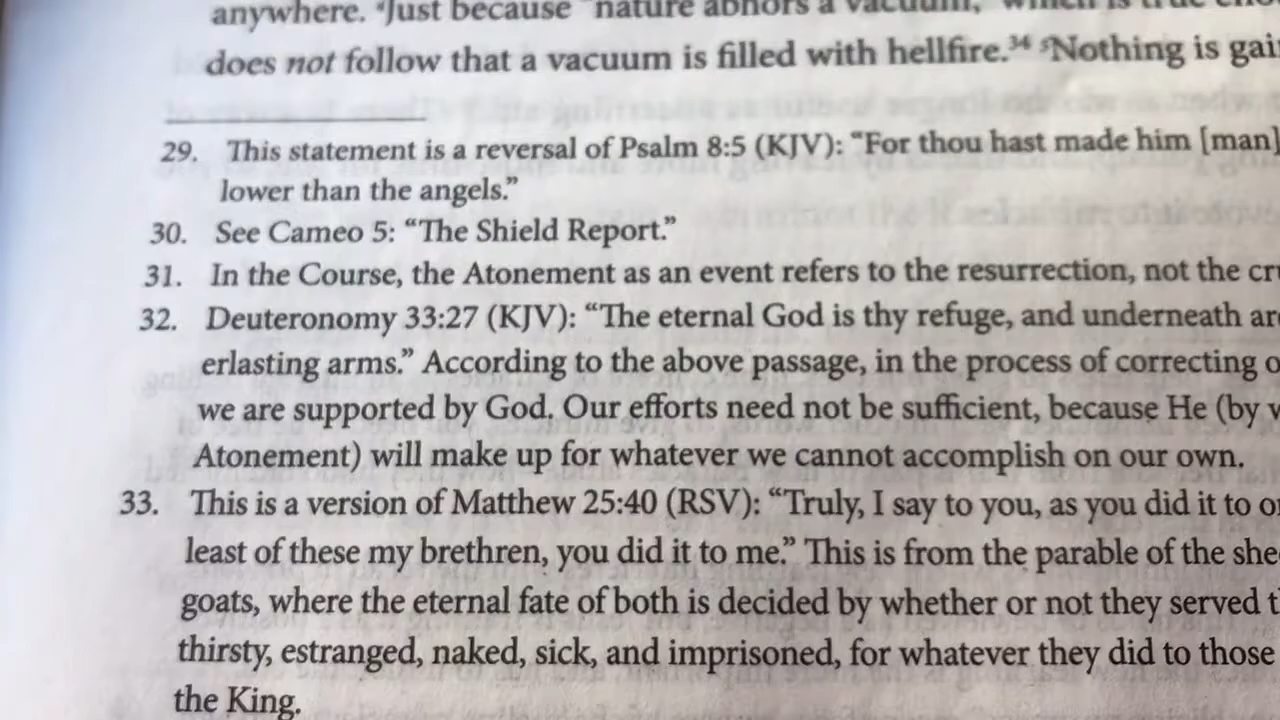 anywhere. ⁴Just because "nature abhors a vacuum," which is true
does not follow that a vacuum is filled with hellfire.³⁴ ⁵Nothing is
29. This statement is a reversal of Psalm 8:5 (KJV): “For thou hast made him [man]
lower than the angels.”
30. See Cameo 5: “The Shield Report.”
31. In the Course, the Atonement as an event refers to the resurrection, not the
32. Deuteronomy 33:27 (KJV): “The eternal God is thy refuge, and underneath
erlasting arms.” According to the above passage, in the process of correcting
we are supported by God. Our efforts need not be sufficient, because He (by
Atonement) will make up for whatever we cannot accomplish on our own.
33. This is a version of Matthew 25:40 (RSV): “Truly, I say to you, as you did it to
least of these my brethren, you did it to me.” This is from the parable of the
goats, where the eternal fate of both is decided by whether or not they served
thirsty, estranged, naked, sick, and imprisoned, for whatever they did to those
the King.